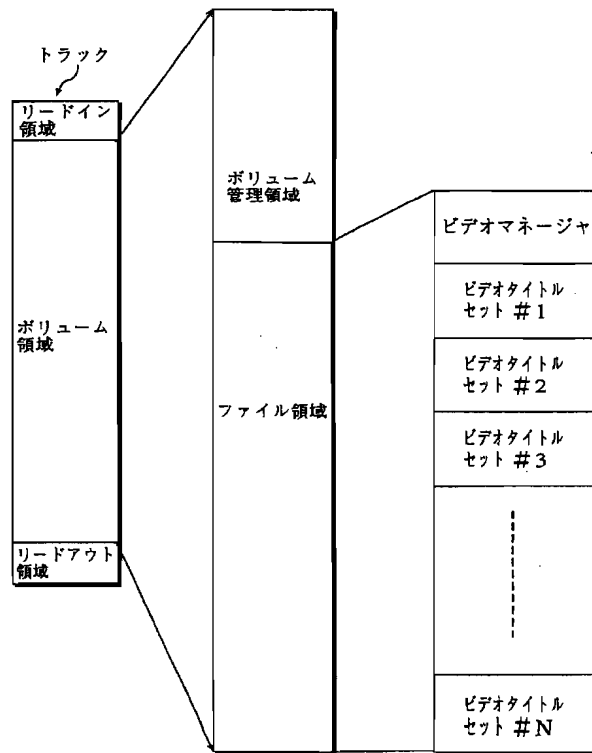 トラック
リードイン
領域
ボリューム
領域
リードアウト
領域
ボリューム
管理領域
ファイル領域
ビデオマネージャ
ビデオタイトル
セット #1
ビデオタイトル
セット #2
ビデオタイトル
セット #3
ビデオタイトル
セット #N